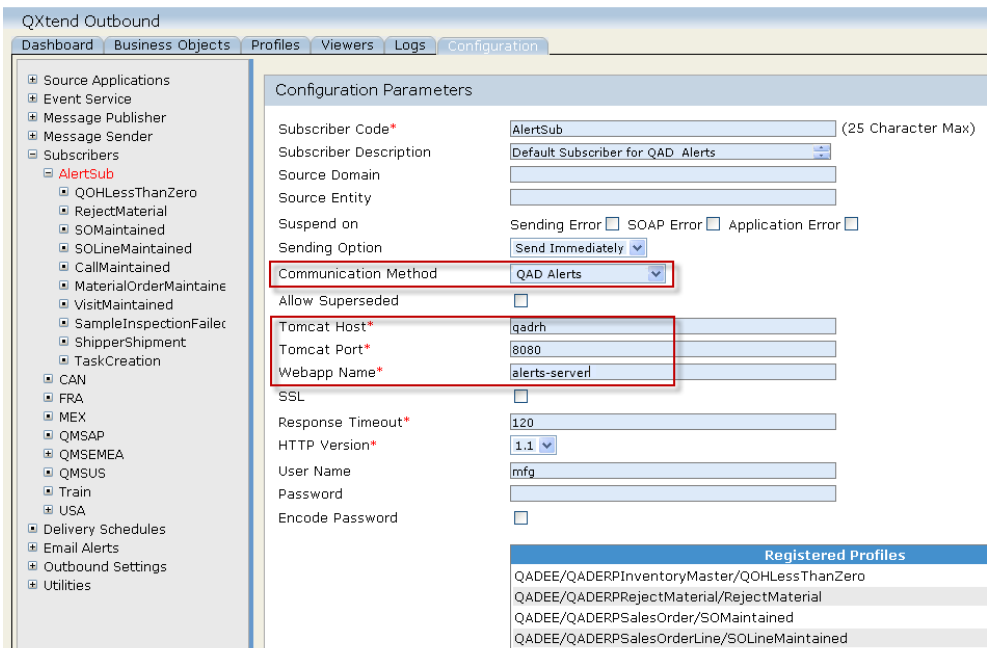 QXtend Outbound
Dashboard Business Objects Profiles Viewers Logs Configuration
Source Applications
Event Service
Message Publisher
Message Sender
Subscribers
AlertSub
QOHLessThanZero
RejectMaterial
SOMaintained
SOLineMaintained
CallMaintained
MaterialOrderMaintaine
VisitMaintained
SampleInspectionFailec
ShipperShipment
TaskCreation
CAN
FRA
MEX
QMSAP
QMSEMEA
QMSUS
Train
USA
Delivery Schedules
Email Alerts
Outbound Settings
Utilities
Configuration Parameters
Subscriber Code* AlertSub (25 Character Max)
Subscriber Description Default Subscriber for QAD Alerts
Source Domain
Source Entity
Suspend on Sending Error SOAP Error Application Error
Sending Option Send Immediately
Communication Method QAD Alerts
Allow Superseded
Tomcat Host* qadrh
Tomcat Port* 8080
Webapp Name* alerts-server
SSL
Response Timeout* 120
HTTP Version* 1.1
User Name mfg
Password
Encode Password
Registered Profiles
QADEE/QADERPInventoryMaster/QOHLessThanZero
QADEE/QADERPRejectMaterial/RejectMaterial
QADEE/QADERPSalesOrder/SOMaintained
QADEE/QADERPSalesOrderLine/SOLineMaintained